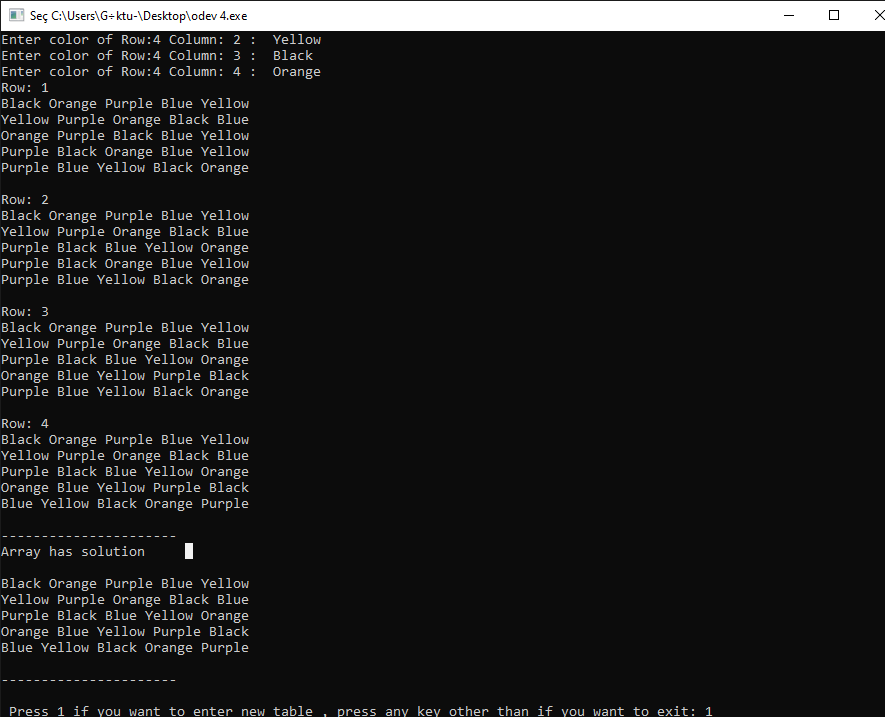 Seç C:\Users\G÷ktu-\Desktop\odev 4.exe
Enter color of Row:4 Column: 2 :  Yellow
Enter color of Row:4 Column: 3 :  Black
Enter color of Row:4 Column: 4 :  Orange
Row: 1
Black Orange Purple Blue Yellow
Yellow Purple Orange Black Blue
Orange Purple Black Blue Yellow
Purple Black Orange Blue Yellow
Purple Blue Yellow Black Orange
Row: 2
Black Orange Purple Blue Yellow
Yellow Purple Orange Black Blue
Purple Black Blue Yellow Orange
Purple Black Orange Blue Yellow
Purple Blue Yellow Black Orange
Row: 3
Black Orange Purple Blue Yellow
Yellow Purple Orange Black Blue
Purple Black Blue Yellow Orange
Orange Blue Yellow Purple Black
Purple Blue Yellow Black Orange
Row: 4
Black Orange Purple Blue Yellow
Yellow Purple Orange Black Blue
Purple Black Blue Yellow Orange
Orange Blue Yellow Purple Black
Blue Yellow Black Orange Purple
----------------------
Array has solution
Black Orange Purple Blue Yellow
Yellow Purple Orange Black Blue
Purple Black Blue Yellow Orange
Orange Blue Yellow Purple Black
Blue Yellow Black Orange Purple
----------------------
Press 1 if you want to enter new table , press any key other than if you want to exit: 1